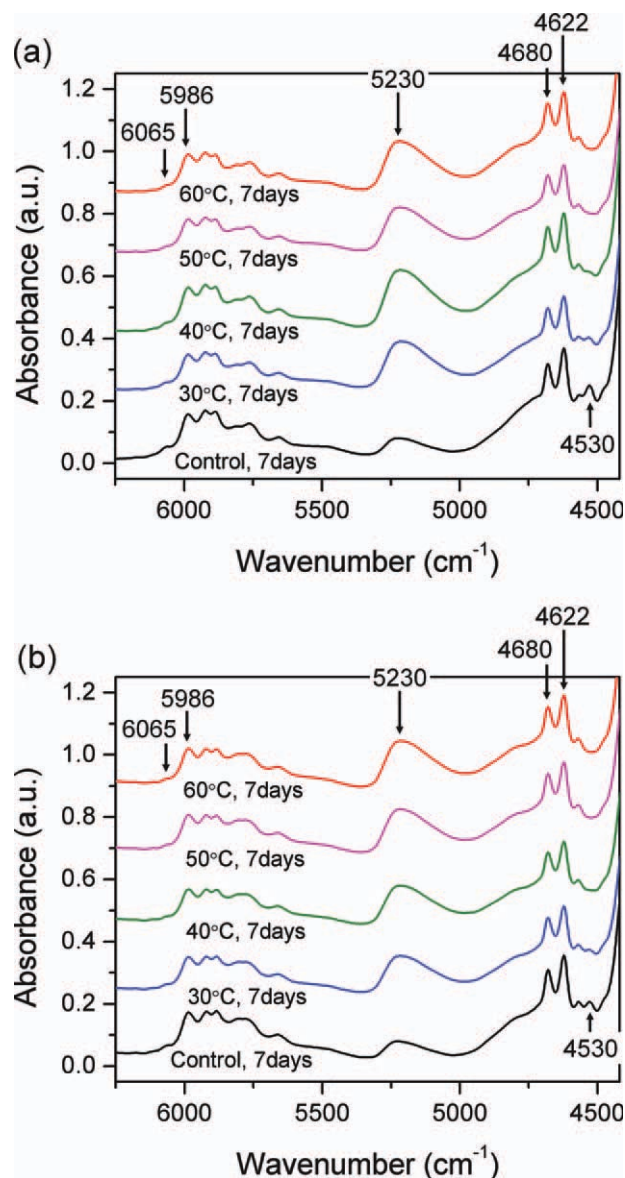 (a)
4622
4680
5230
5986
6065
1.2
1.0
0.8
0.6
0.4
0.2
0.0
Absorbance (a.u.)
60°C, 7days
50°C, 7days
40°C, 7days
30°C, 7days
Control, 7days
4530
6000
5500
5000
4500
Wavenumber (cm⁻¹)
(b)
4622
4680
5230
5986
6065
1.2
1.0
0.8
0.6
0.4
0.2
0.0
Absorbance (a.u.)
60°C, 7days
50°C, 7days
40°C, 7days
30°C, 7days
Control, 7days
4530
6000
5500
5000
4500
Wavenumber (cm⁻¹)